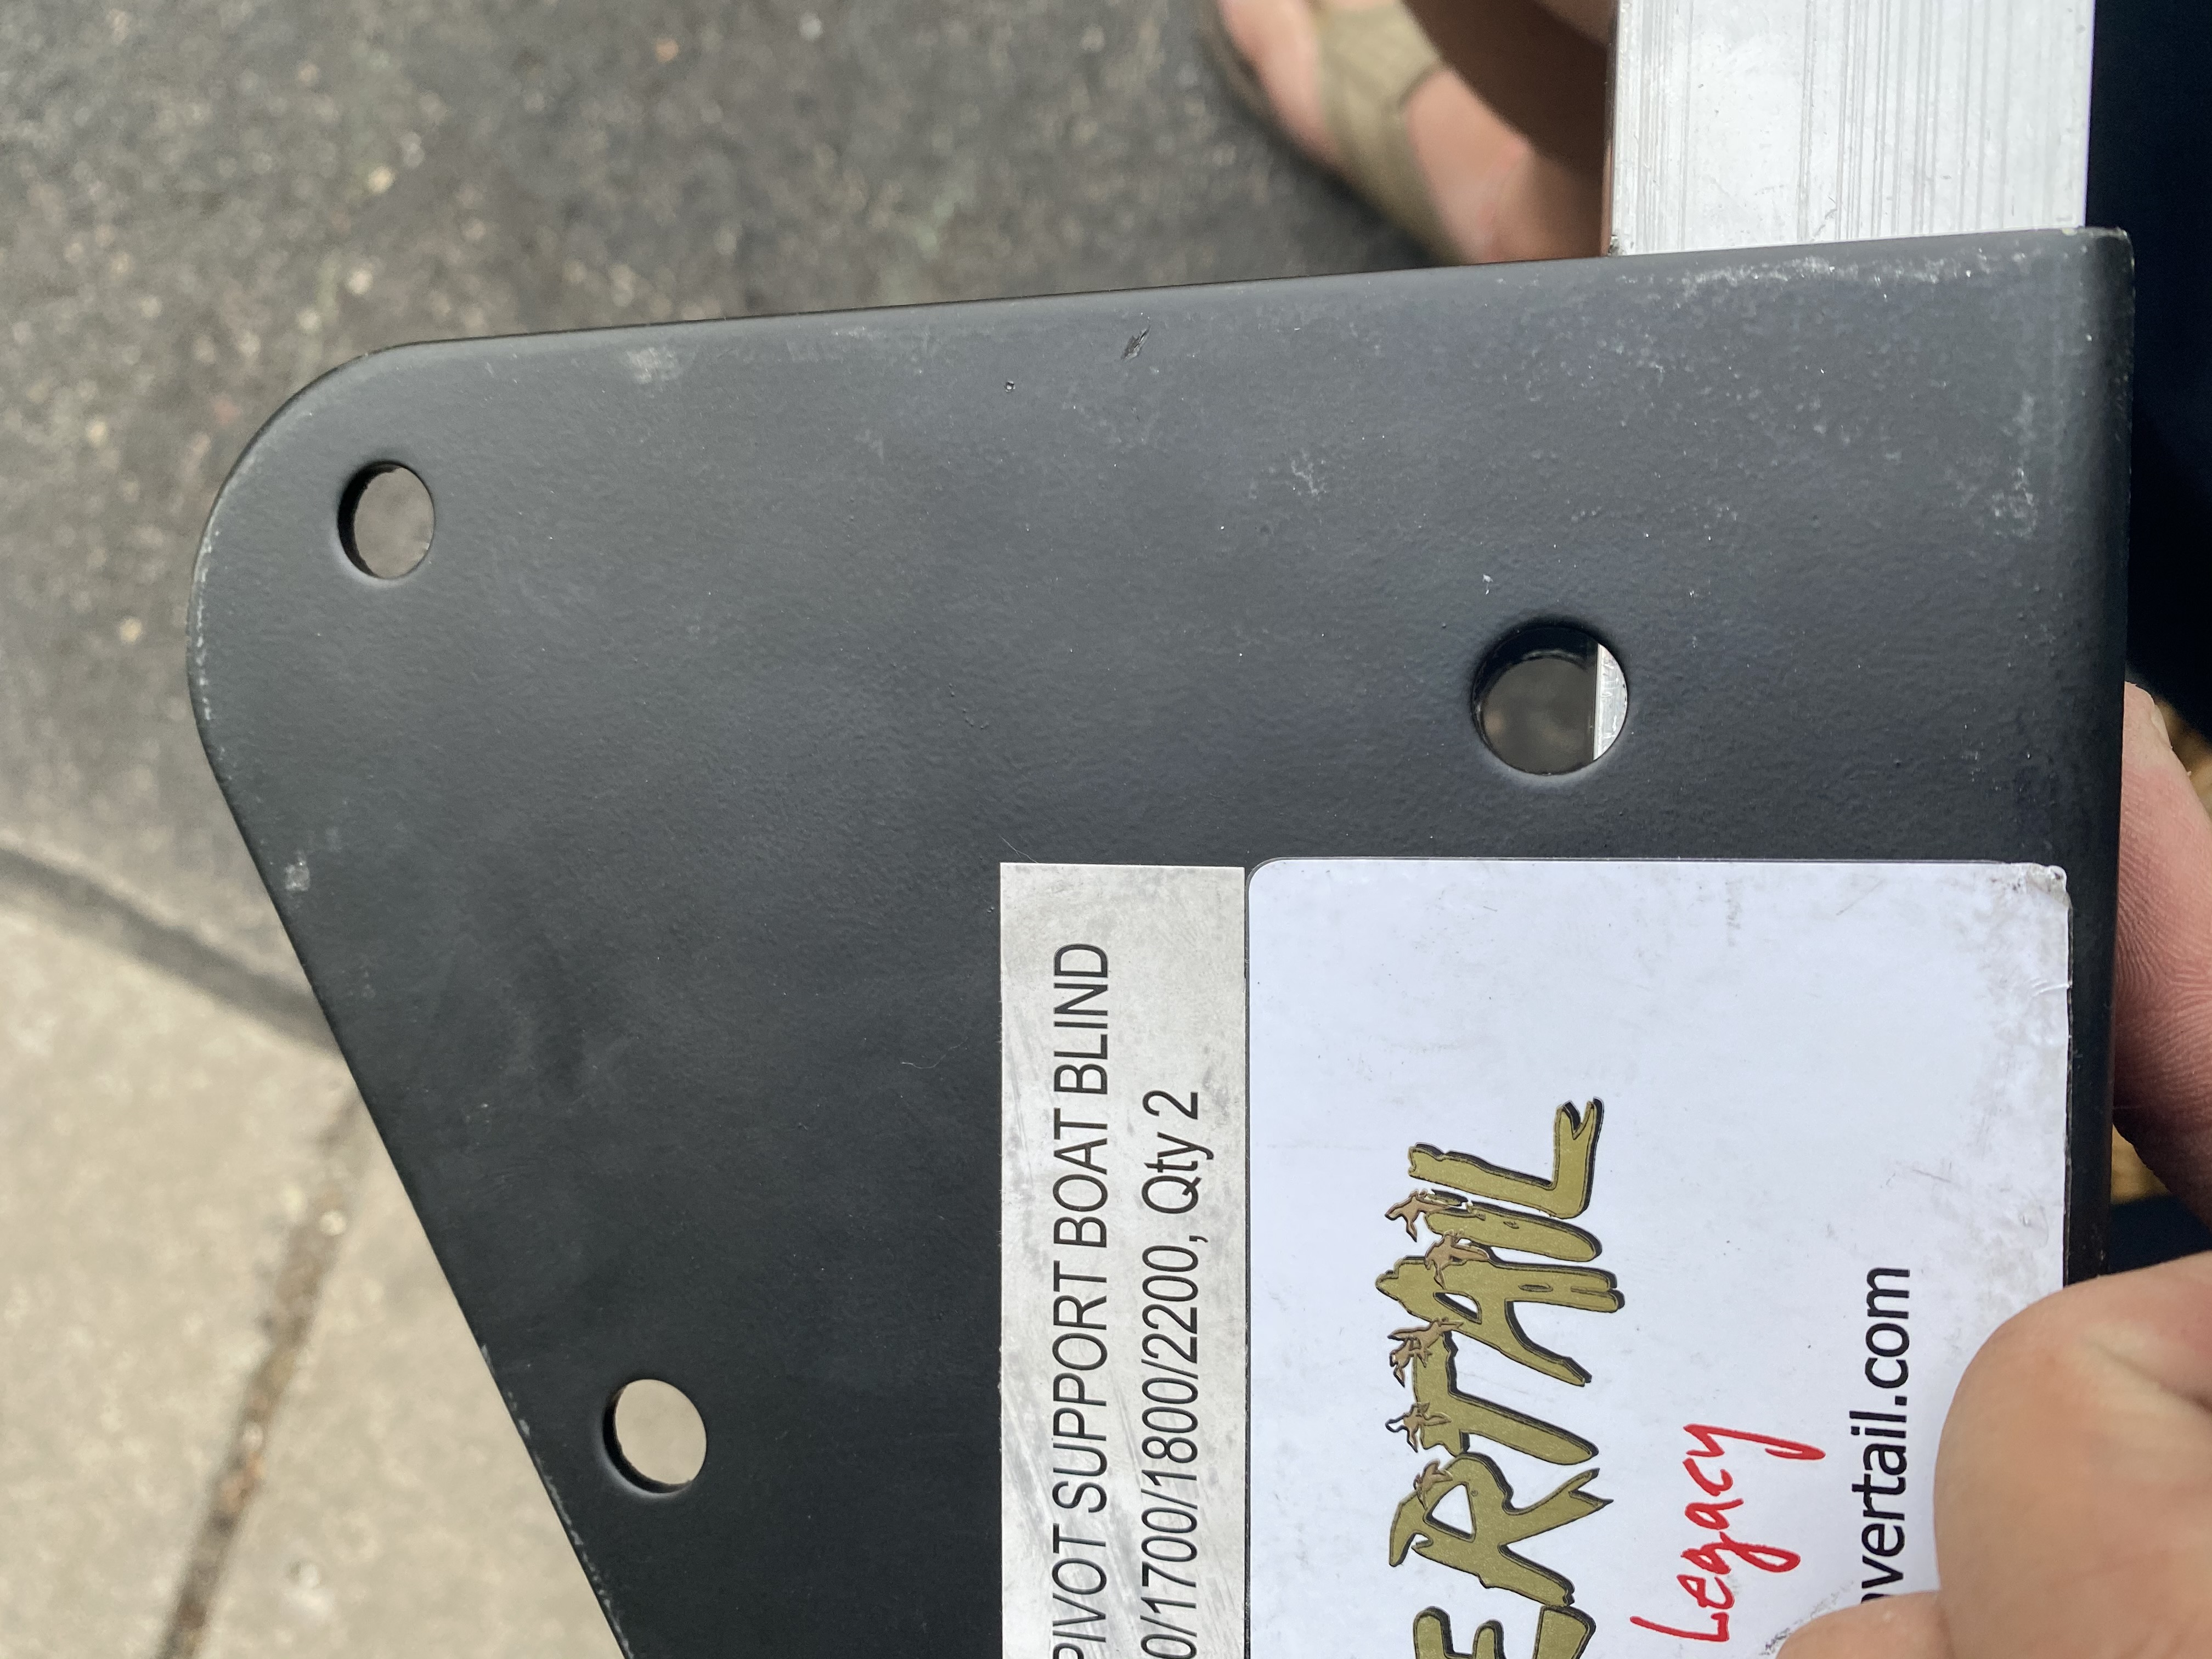 PIVOT SUPPORT BOAT BLIND
0/1700/1800/2200, Qty 2
ERTAIL
Legacy
vertail.com